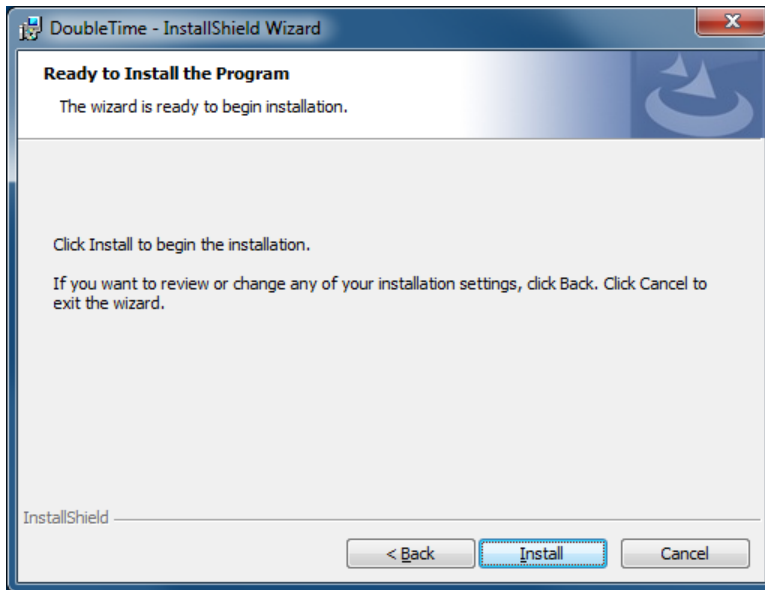 DoubleTime - InstallShield Wizard
Ready to Install the Program
The wizard is ready to begin installation.
Click Install to begin the installation.
If you want to review or change any of your installation settings, click Back. Click Cancel to
exit the wizard.
InstallShield
< Back Install Cancel